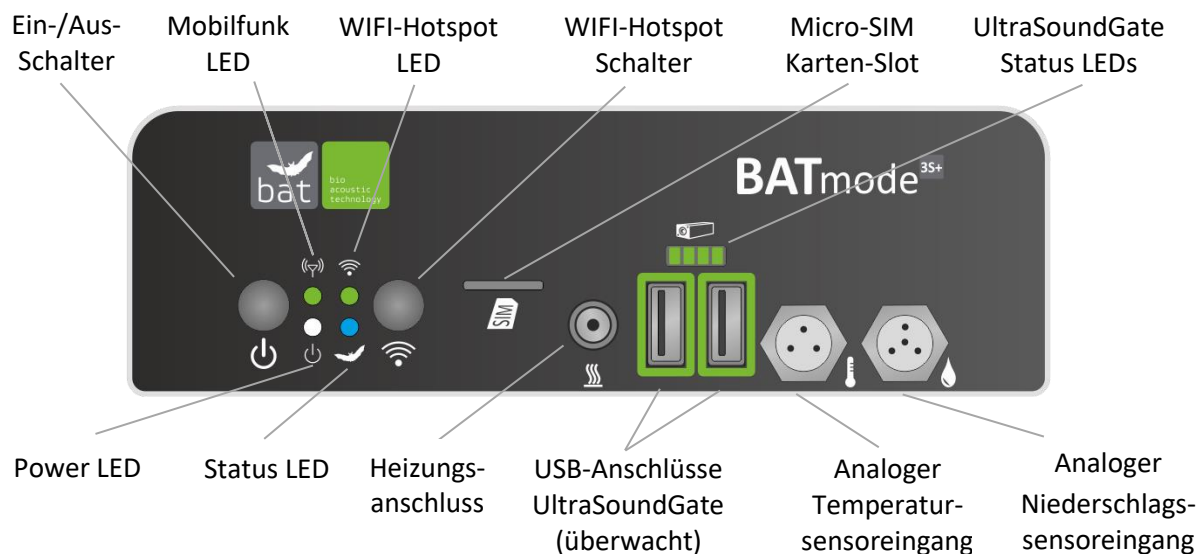 Ein-/Aus-
Schalter
Mobilfunk
LED
WIFI-Hotspot
LED
WIFI-Hotspot
Schalter
Micro-SIM
Karten-Slot
UltraSoundGate
Status LEDs
bat
bio
acoustic
technology
BATmode 3S+
SIM
Power LED
Status LED
Heizungs-
anschluss
USB-Anschlüsse
UltraSoundGate
(überwacht)
Analoger
Temperatur-
sensoreingang
Analoger
Niederschlags-
sensoreingang